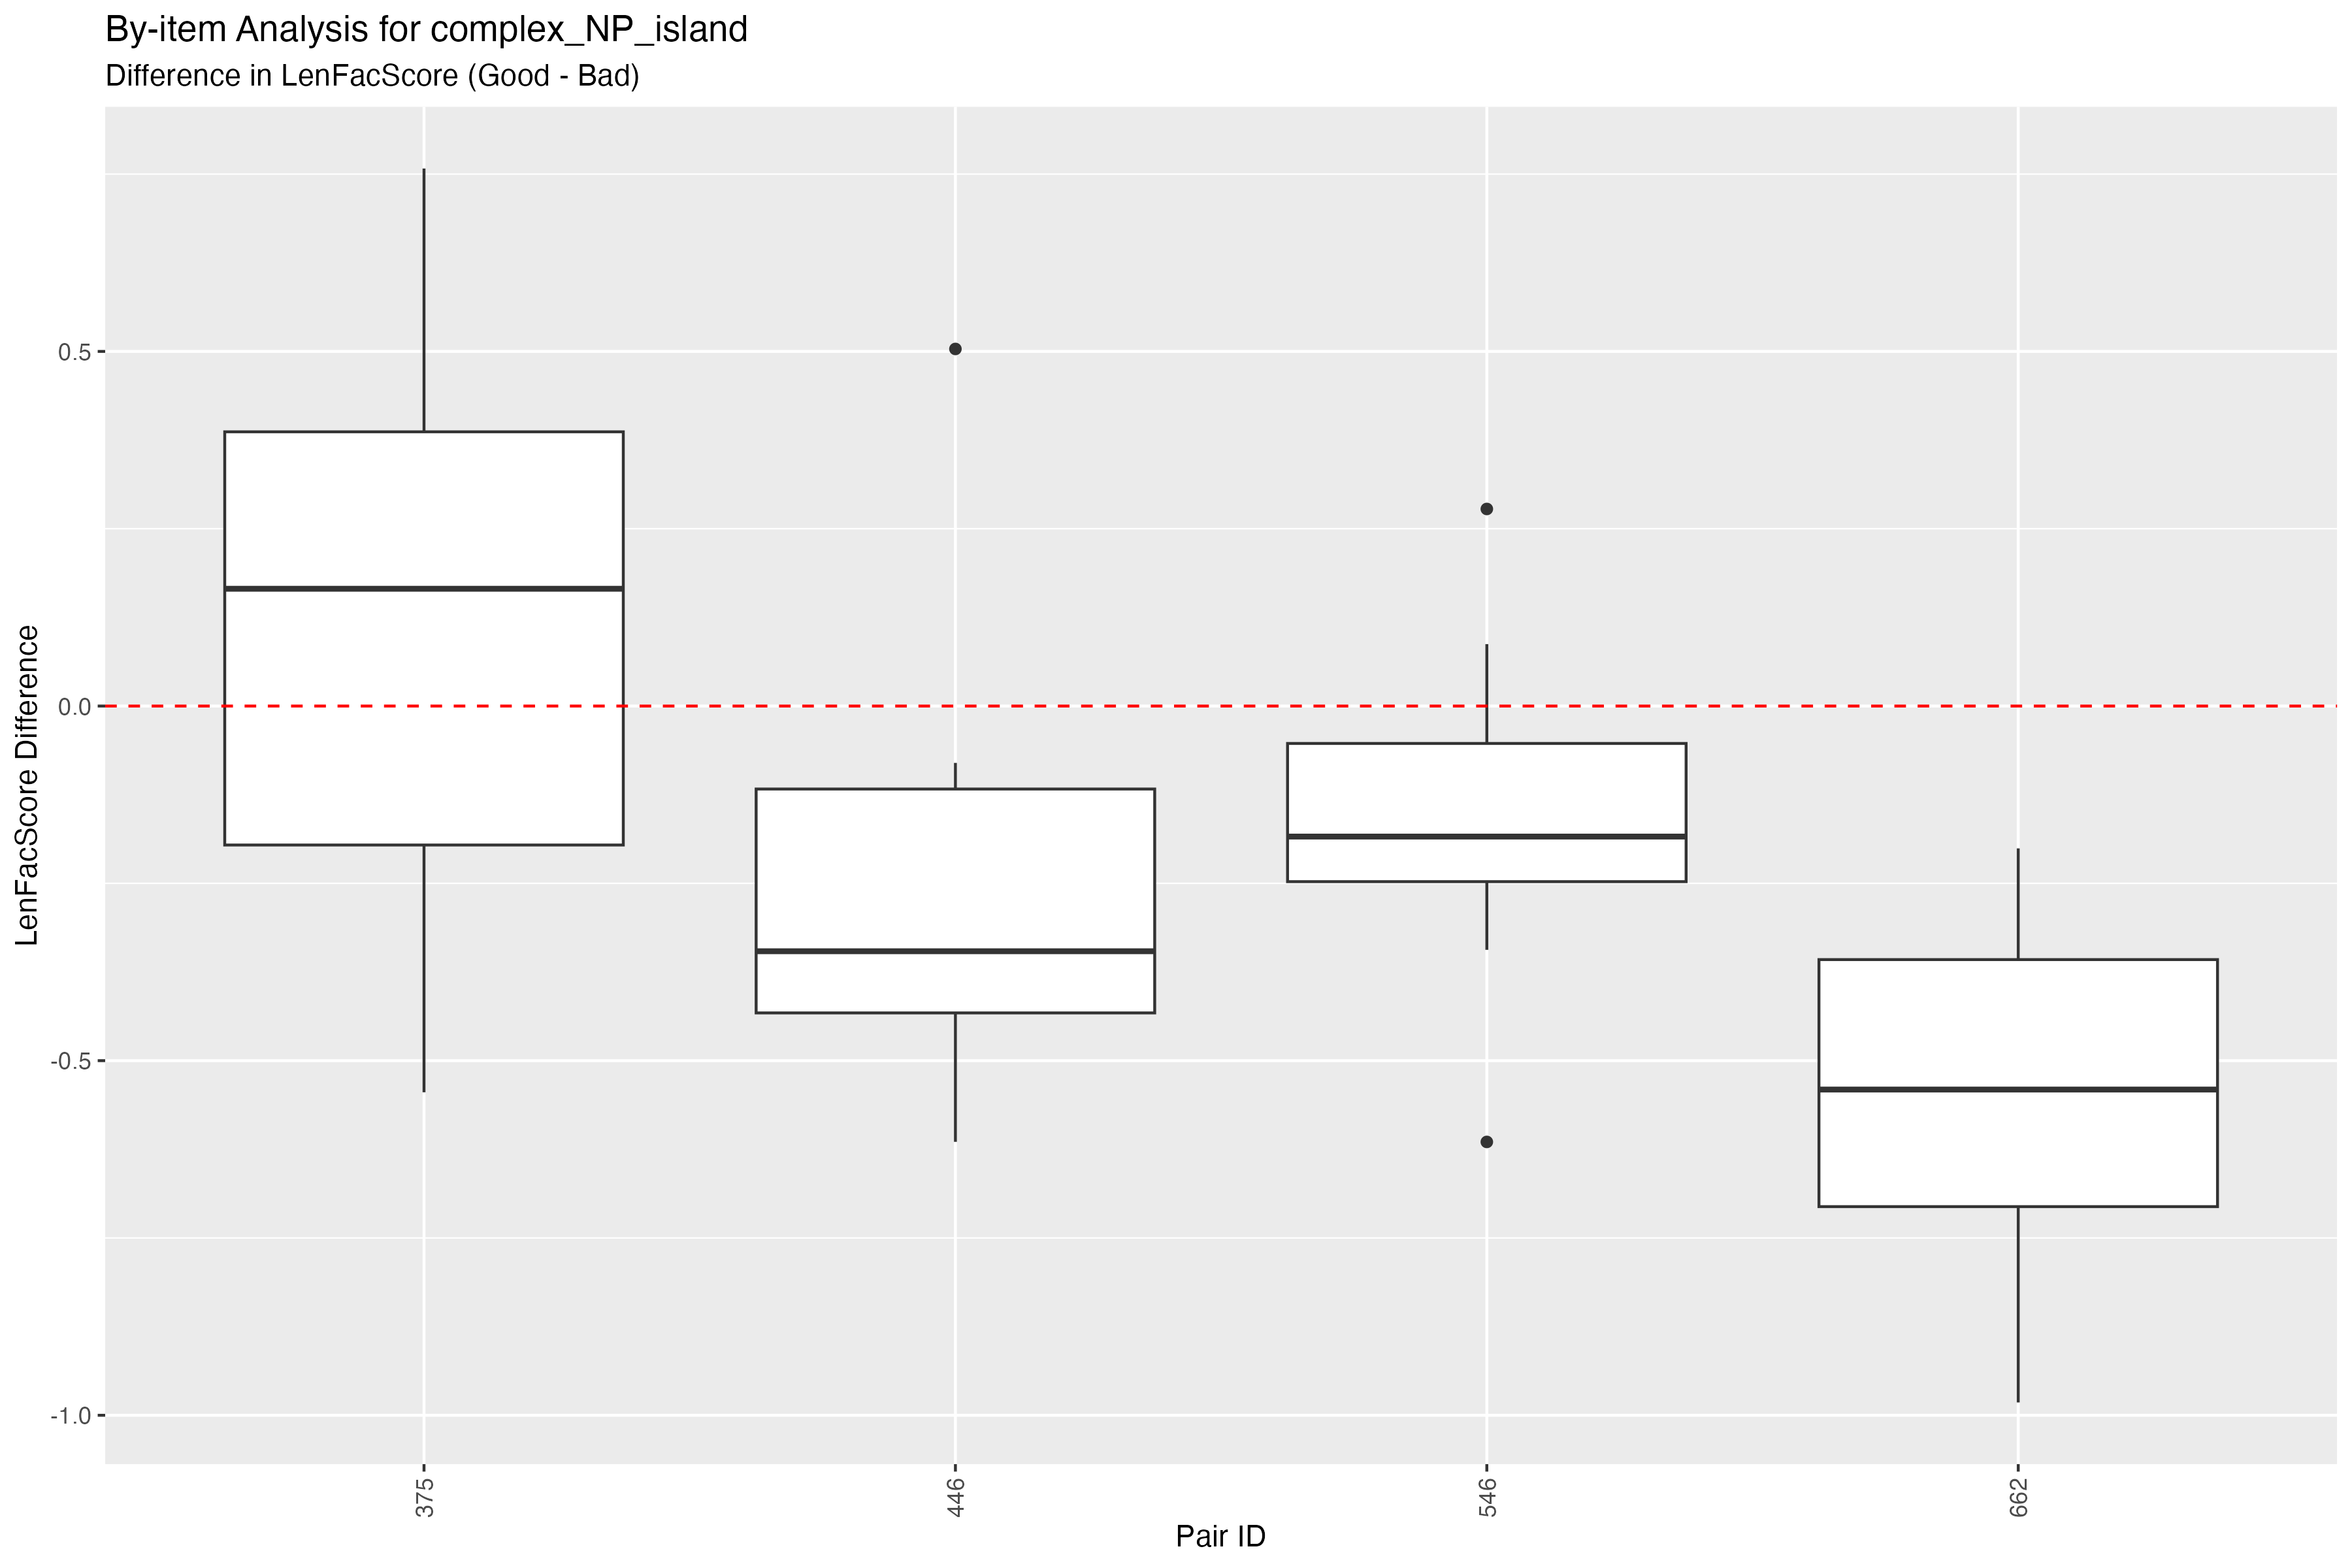 By-item Analysis for complex_NP_island
Difference in LenFacScore (Good - Bad)
LenFacScore Difference
0.5
0.0
-0.5
-1.0
375
446
546
662
Pair ID